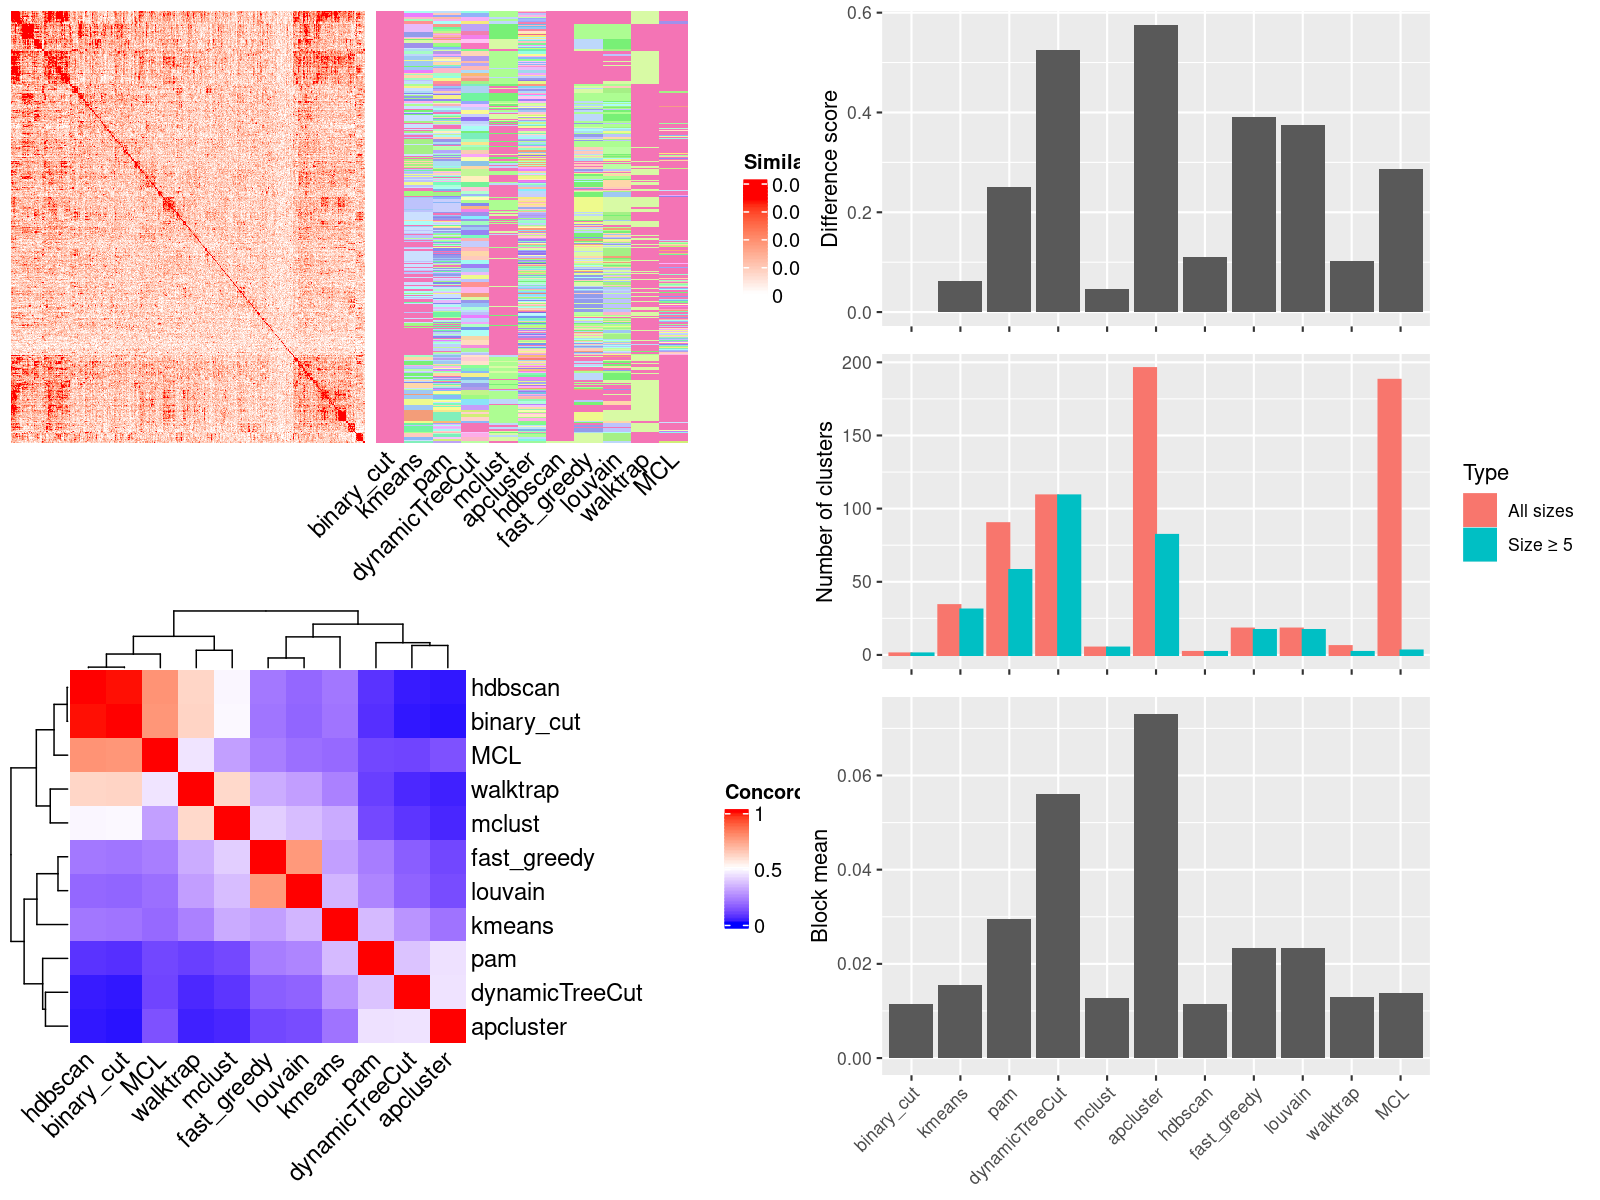 Simila
0.0
0.0
0.0
0.0
0
binary_cut
kmeans
pam
dynamicTreeCut
mclust
apcluster
hdbscan
fast_greedy
louvain
walktrap
MCL
hdbscan
binary_cut
MCL
walktrap
mclust
fast_greedy
louvain
kmeans
pam
dynamicTreeCut
apcluster
hdbscan
binary_cut
MCL
walktrap
mclust
fast_greedy
louvain
kmeans
pam
dynamicTreeCut
apcluster
Concord
1
0.5
0
Difference score
0.6
0.4
0.2
0.0
Number of clusters
200
150
100
50
0
Type
All sizes
Size ≥ 5
Block mean
0.06
0.04
0.02
0.00
binary_cut
kmeans
pam
dynamicTreeCut
mclust
apcluster
hdbscan
fast_greedy
louvain
walktrap
MCL